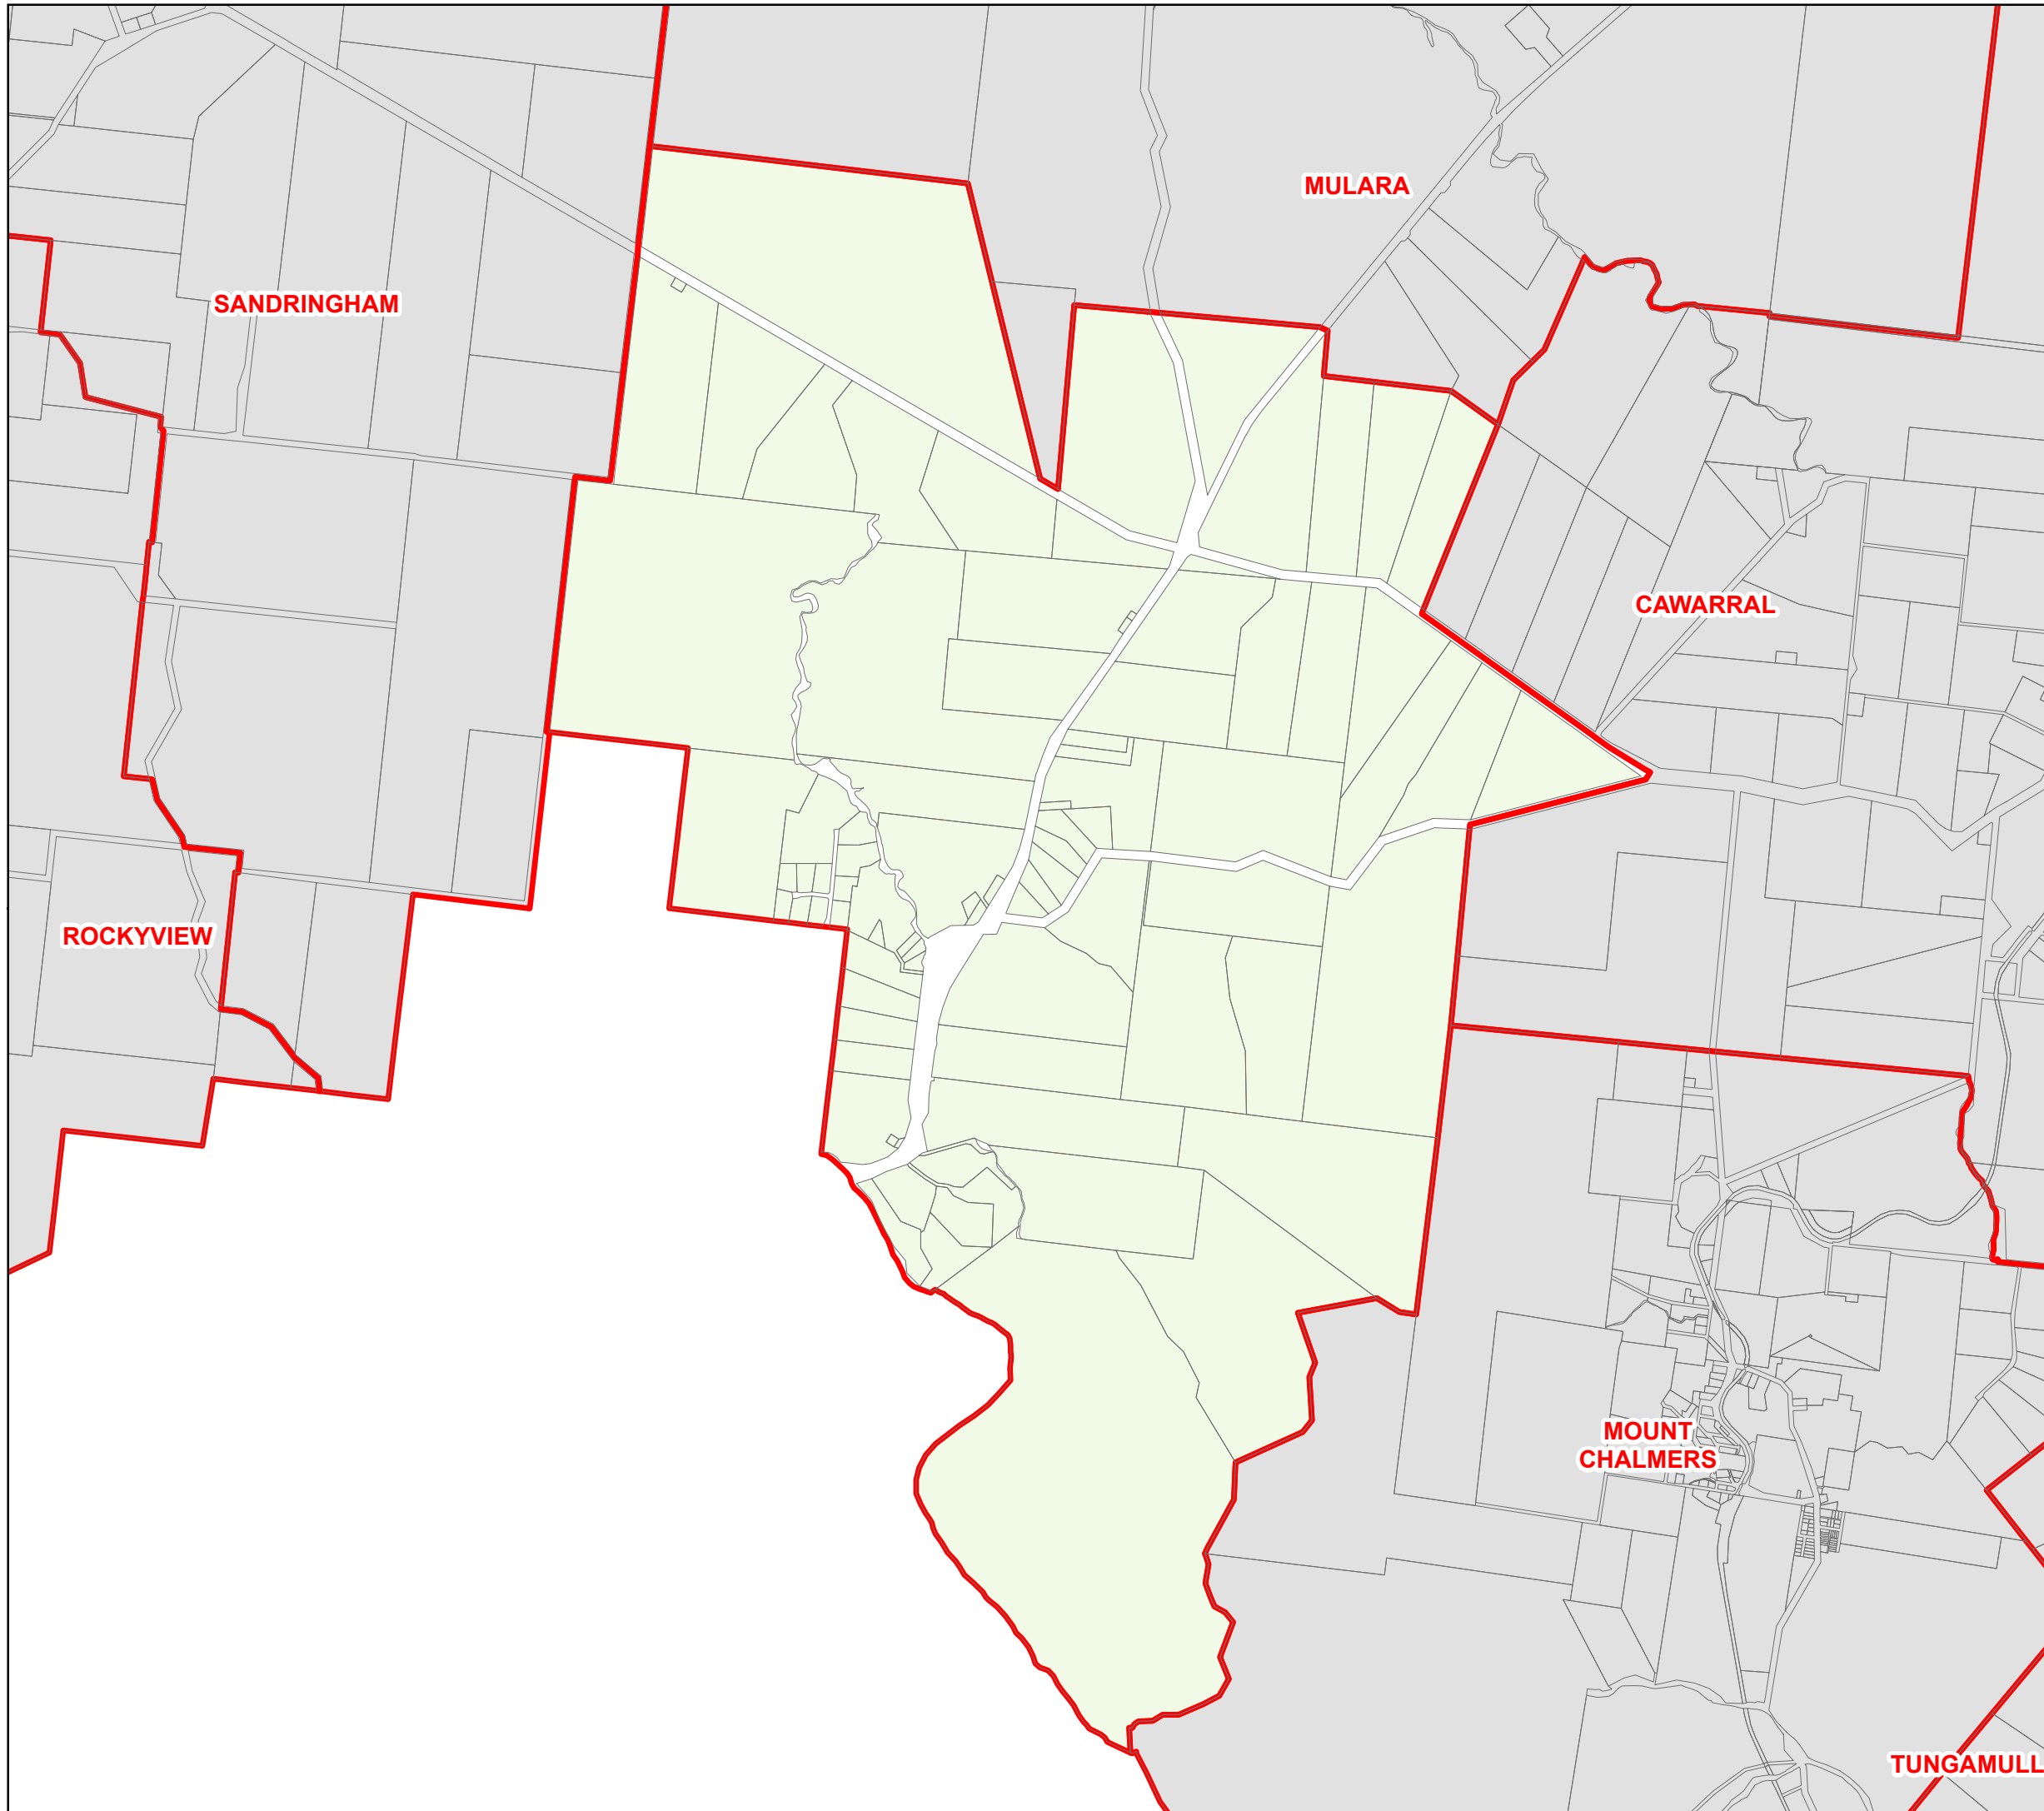 MULARA
SANDRINGHAM
CAWARRAL
ROCKYVIEW
MOUNT
CHALMERS
TUNGAMULL